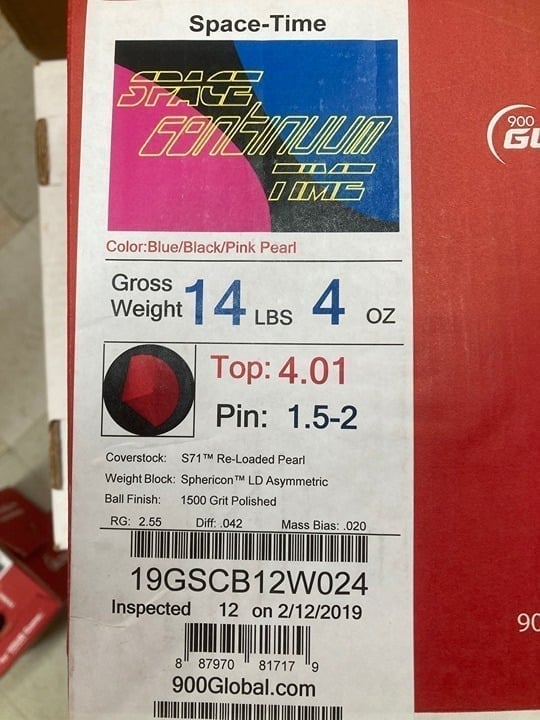 Space-Time
SPACE
CONTINUUM
TIME
Color:Blue/Black/Pink Pearl
Gross Weight 14 LBS 4 OZ
Top: 4.01
Pin: 1.5-2
Coverstock: S71™ Re-Loaded Pearl
Weight Block: Sphericon™ LD Asymmetric
Ball Finish: 1500 Grit Polished
RG: 2.55 Diff: .042 Mass Bias: .020
19GSCB12W024
Inspected 12 on 2/12/2019
8 87970 81717 9
900Global.com
900
90